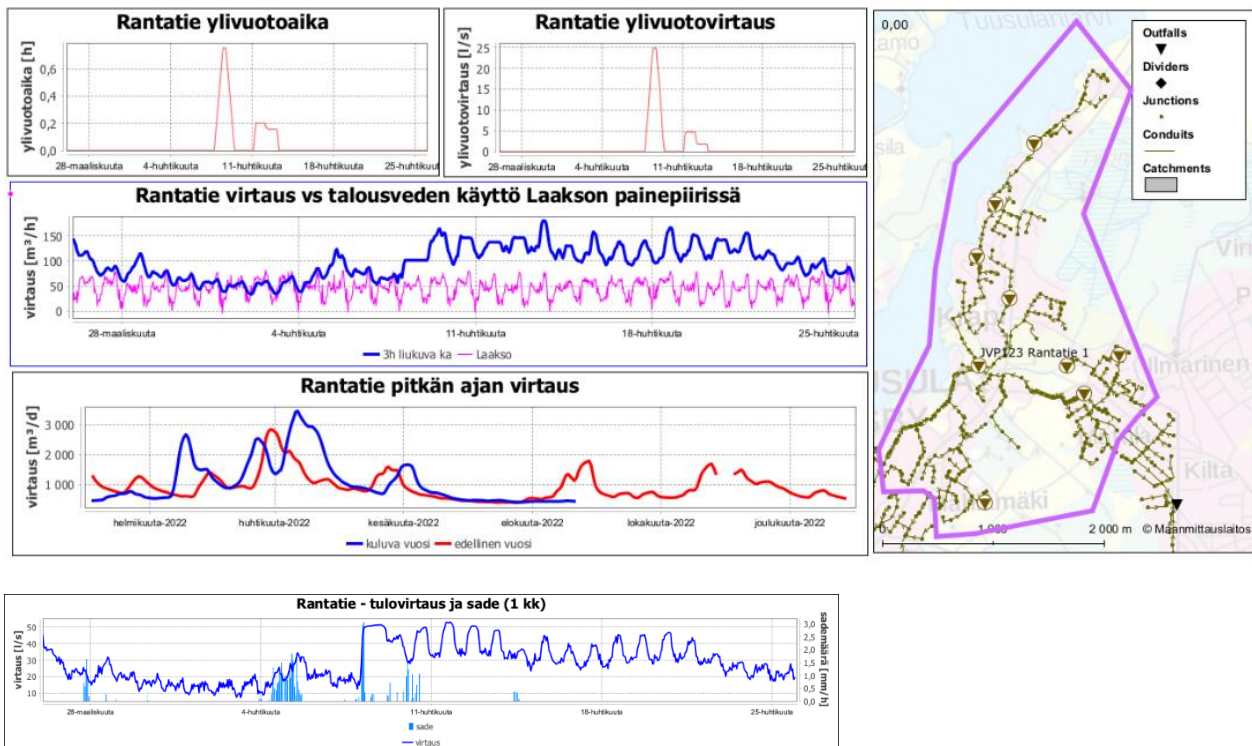 Rantatie ylivuotoaika
ylivuotoaika [h]
0,6
0,4
0,2
0,0
28-maaliskuuta 4-huhtikuuta 11-huhtikuuta 18-huhtikuuta 25-huhtikuut
Rantatie ylivuotovirtaus
ylivuotovirtaus [l/s]
25
20
15
10
5
0
28-maaliskuuta 4-huhtikuuta 11-huhtikuuta 18-huhtikuuta 25-huhtikuut
Rantatie virtaus vs talousveden käyttö Laakson painepiirissä
virtaus [m³/h]
150
100
50
0
28-maaliskuuta 4-huhtikuuta 11-huhtikuuta 18-huhtikuuta 25-huhtikuuta
3h liukuva ka Laakso
Rantatie pitkän ajan virtaus
virtaus [m³/d]
3 000
2 000
1 000
helmikuuta-2022 huhtikuuta-2022 kesäkuuta-2022 elokuuta-2022 lokakuuta-2022 joulukuuta-2022
kuluva vuosi edellinen vuosi
0,00
Tuusulanjärvi
Outfalls
Dividers
Junctions
Conduits
Catchments
JVP123 Rantatie 1
Ilmarinen
Kilta
0
2 000 m © Maanmittauslaitos
Rantatie - tulovirtaus ja sade (1 kk)
virtaus [l/s]
50
40
30
20
10
sademäärä [mm/h]
3,0
2,5
2,0
1,5
1,0
0,5
0,0
28-maaliskuuta 4-huhtikuuta 11-huhtikuuta 18-huhtikuuta 25-huhtikuuta
sade
virtaus